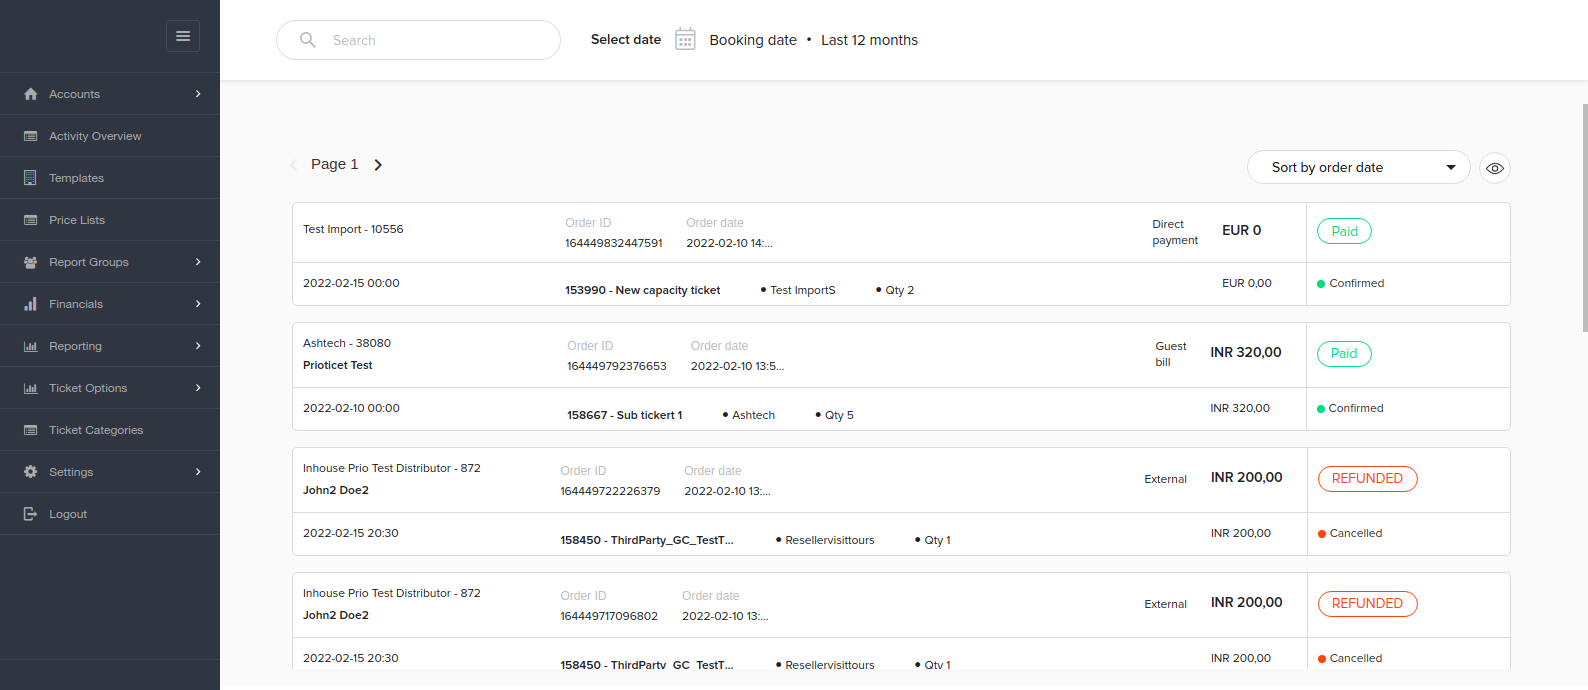 Search
Select date Booking date • Last 12 months
Accounts
Activity Overview
Templates
Price Lists
Report Groups
Financials
Reporting
Ticket Options
Ticket Categories
Settings
Logout
Page 1
Sort by order date
Test Import - 10556
Order ID
164449832447591
Order date
2022-02-10 14:...
Direct
payment
EUR 0
Paid
2022-02-15 00:00
153990 - New capacity ticket • Test ImportS • Qty 2
EUR 0,00
Confirmed
Ashtech - 38080
Prioticet Test
Order ID
164449792376653
Order date
2022-02-10 13:5...
Guest
bill
INR 320,00
Paid
2022-02-10 00:00
158667 - Sub tickert 1 • Ashtech • Qty 5
INR 320,00
Confirmed
Inhouse Prio Test Distributor - 872
John2 Doe2
Order ID
164449722226379
Order date
2022-02-10 13:...
External
INR 200,00
REFUNDED
2022-02-15 20:30
158450 - ThirdParty_GC_TestT... • Resellervisittours • Qty 1
INR 200,00
Cancelled
Inhouse Prio Test Distributor - 872
John2 Doe2
Order ID
164449717096802
Order date
2022-02-10 13:...
External
INR 200,00
REFUNDED
2022-02-15 20:30
158450 - ThirdParty_GC_TestT... • Resellervisittours • Qty 1
INR 200,00
Cancelled